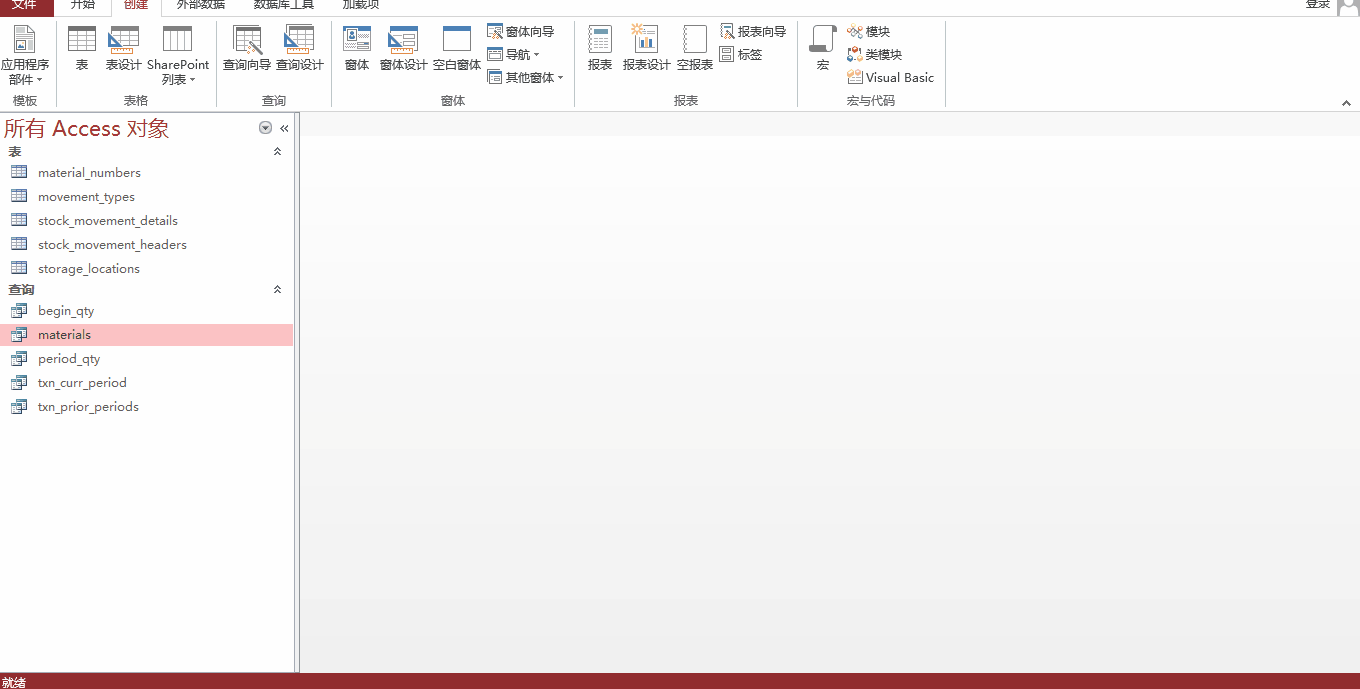 文件 开始 创建 外部数据 数据库工具 加载项 登录
应用程序部件 表 表设计 SharePoint 列表 查询向导 查询设计 窗体 窗体设计 空白窗体 窗体向导 导航 其他窗体 报表 报表设计 空报表 报表向导 标签 宏 模块 类模块 Visual Basic
模板 表格 查询 窗体 报表 宏与代码
所有 Access 对象
表
material_numbers
movement_types
stock_movement_details
stock_movement_headers
storage_locations
查询
begin_qty
materials
period_qty
txn_curr_period
txn_prior_periods
就绪